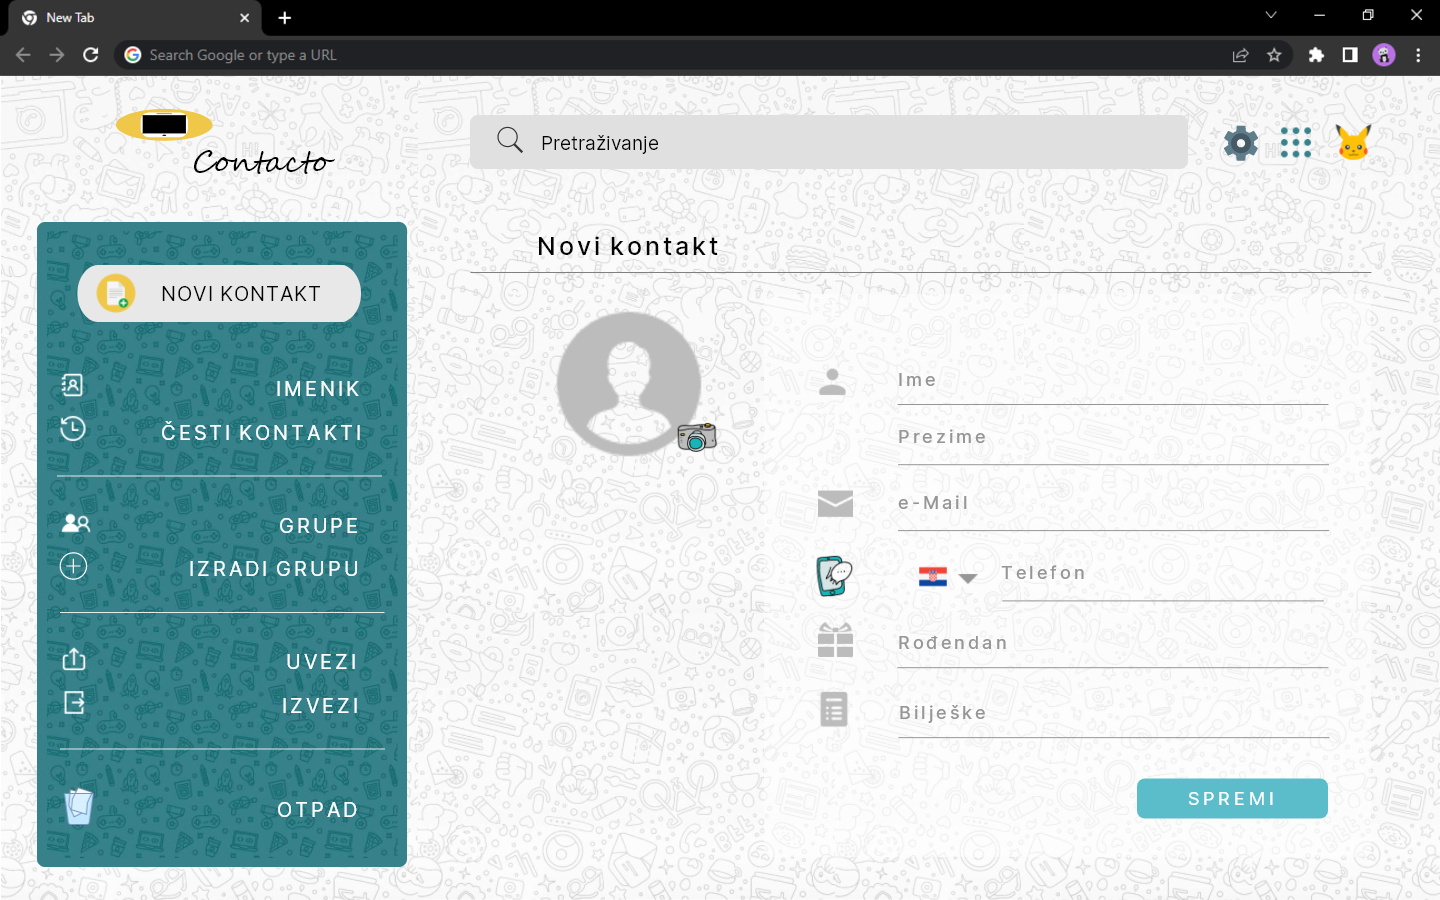 New Tab
Search Google or type a URL
Contacto
Pretraživanje
Novi kontakt
NOVI KONTAKT
IMENIK
ČESTI KONTAKTI
GRUPE
IZRADI GRUPU
UVEZI
IZVEZI
OTPAD
Ime
Prezime
e-Mail
Telefon
Rođendan
Bilješke
SPREMI